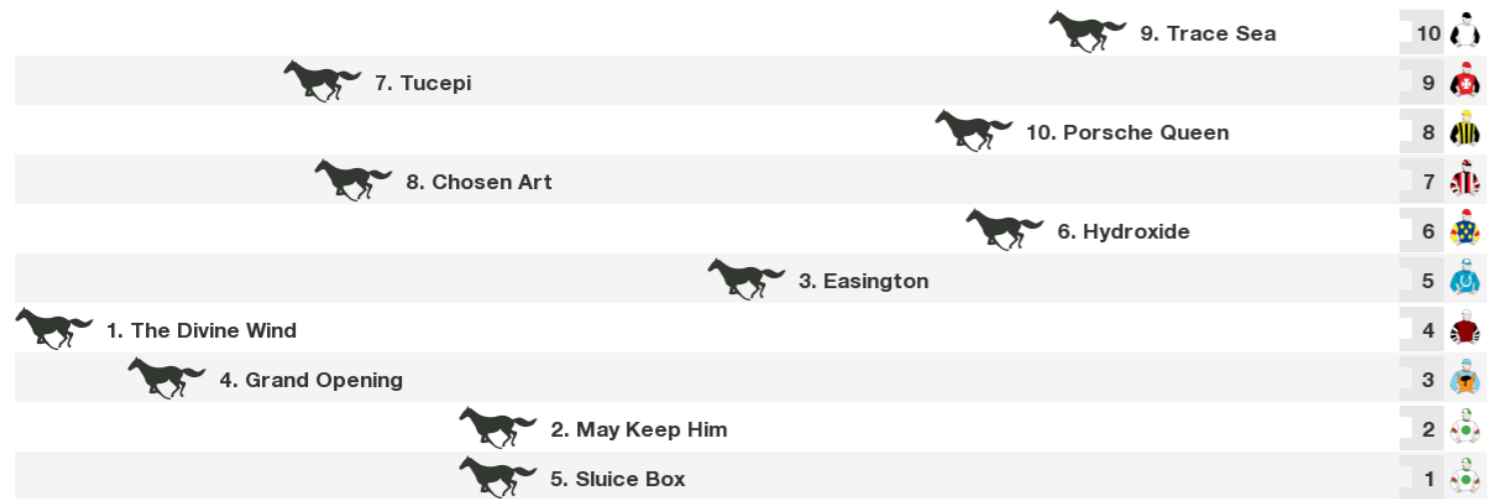 9. Trace Sea 10
7. Tucepi 9
10. Porsche Queen 8
8. Chosen Art 7
6. Hydroxide 6
3. Easington 5
1. The Divine Wind 4
4. Grand Opening 3
2. May Keep Him 2
5. Sluice Box 1